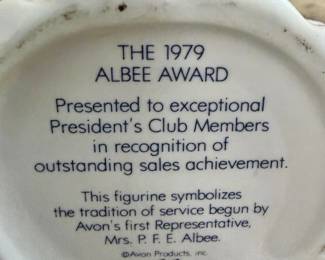 THE 1979
ALBEE AWARD
Presented to exceptional
President's Club Members
in recognition of
outstanding sales achievement.
This figurine symbolizes
the tradition of service begun by
Avon's first Representative,
Mrs. P. F. E. Albee.
©Avon Products, Inc.